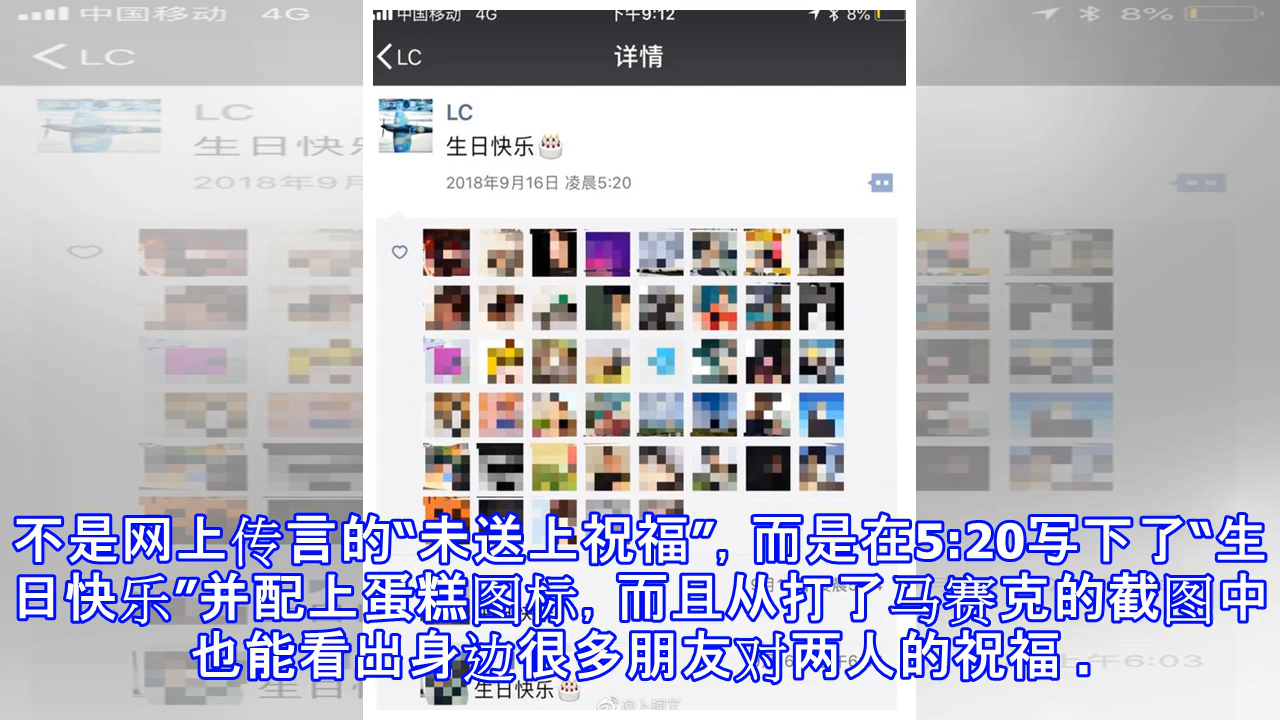 中国移动 4G 下午9:12 8%
LC 详情
LC
生日快乐🎂
2018年9月16日 凌晨5:20
不是网上传言的“未送上祝福”, 而是在5:20写下了“生
日快乐”并配上蛋糕图标, 而且从打了马赛克的截图中
也能看出身边很多朋友对两人的祝福 .
生日快乐🎂
@卜珂文